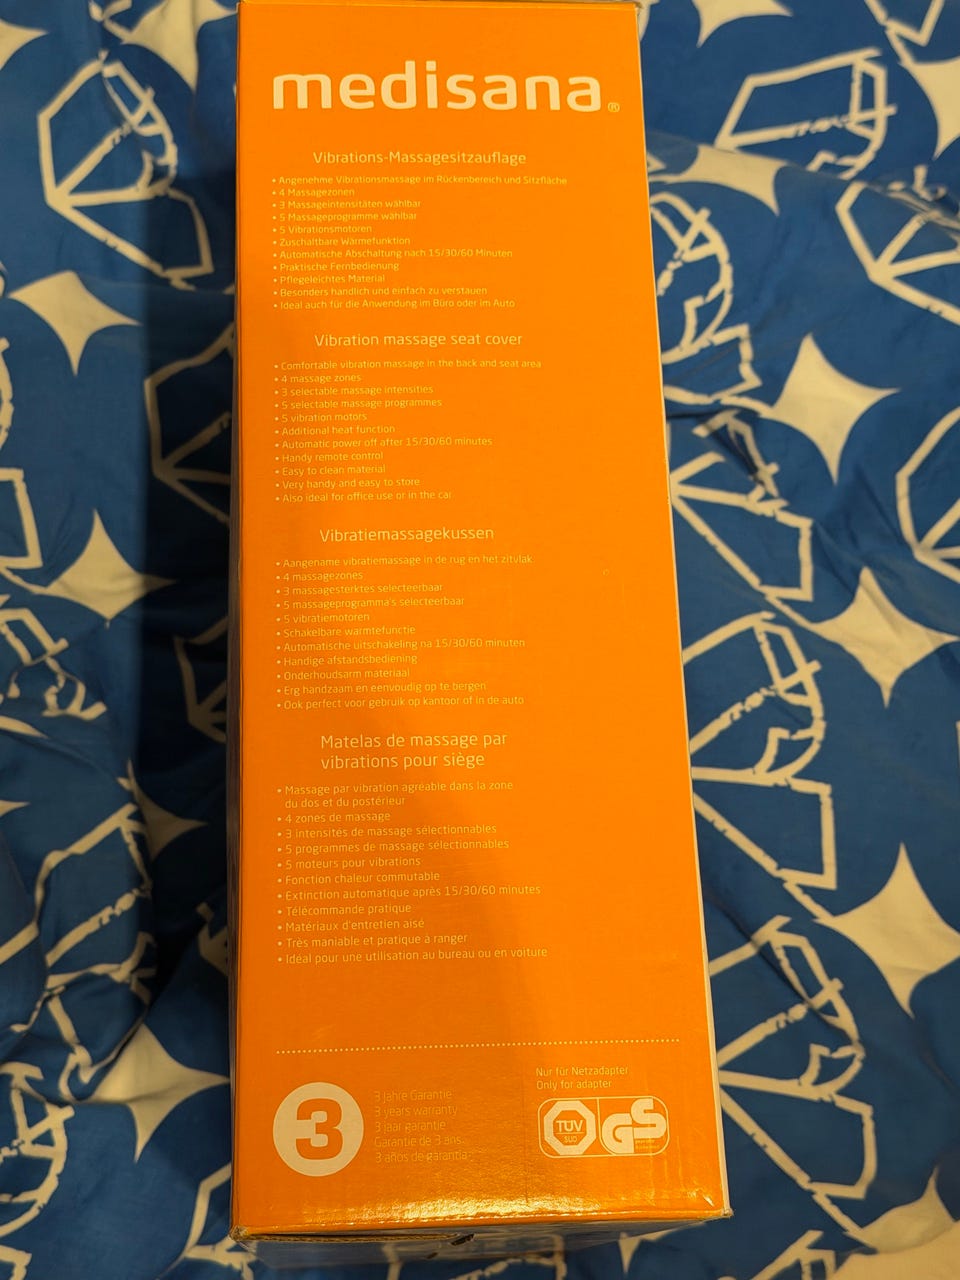 medisana®
Vibrations-Massagesitzauflage
• Angenehme Vibrationsmassage im Rückenbereich und Sitzfläche
• 4 Massagezonen
• 3 Massageintensitäten wählbar
• 5 Massageprogramme wählbar
• 5 Vibrationsmotoren
• Zuschaltbare Wärmefunktion
• Automatische Abschaltung nach 15/30/60 Minuten
• Praktische Fernbedienung
• Pflegeleichtes Material
• Besonders handlich und einfach zu verstauen
• Ideal auch für die Anwendung im Büro oder im Auto
Vibration massage seat cover
• Comfortable vibration massage in the back and seat area
• 4 massage zones
• 3 selectable massage intensities
• 5 selectable massage programmes
• 5 vibration motors
• Additional heat function
• Automatic power off after 15/30/60 minutes
• Handy remote control
• Easy to clean material
• Very handy and easy to store
• Also ideal for office use or in the car
Vibratiemassagekussen
• Aangename vibratiemassage in de rug en het zitvlak
• 4 massagezones
• 3 massagesterktes selecteerbaar
• 5 massageprogramma's selecteerbaar
• 5 vibratiemotoren
• Schakelbare warmtefunctie
• Automatische uitschakeling na 15/30/60 minuten
• Handige afstandsbediening
• Onderhoudsarm materiaal
• Erg handzaam en eenvoudig op te bergen
• Ook perfect voor gebruik op kantoor of in de auto
Matelas de massage par
vibrations pour siège
• Massage par vibration agréable dans la zone
du dos et du postérieur
• 4 zones de massage
• 3 intensités de massage sélectionnables
• 5 programmes de massage sélectionnables
• 5 moteurs pour vibrations
• Fonction chaleur commutable
• Extinction automatique après 15/30/60 minutes
• Télécommande pratique
• Matériaux d'entretien aisé
• Très maniable et pratique à ranger
• Idéal pour une utilisation au bureau ou en voiture
3
3 Jahre Garantie
3 years warranty
3 jaar garantie
Garantie de 3 ans
3 años de garantía
Nur für Netzadapter
Only for adapter
TÜV
SÜD
GS